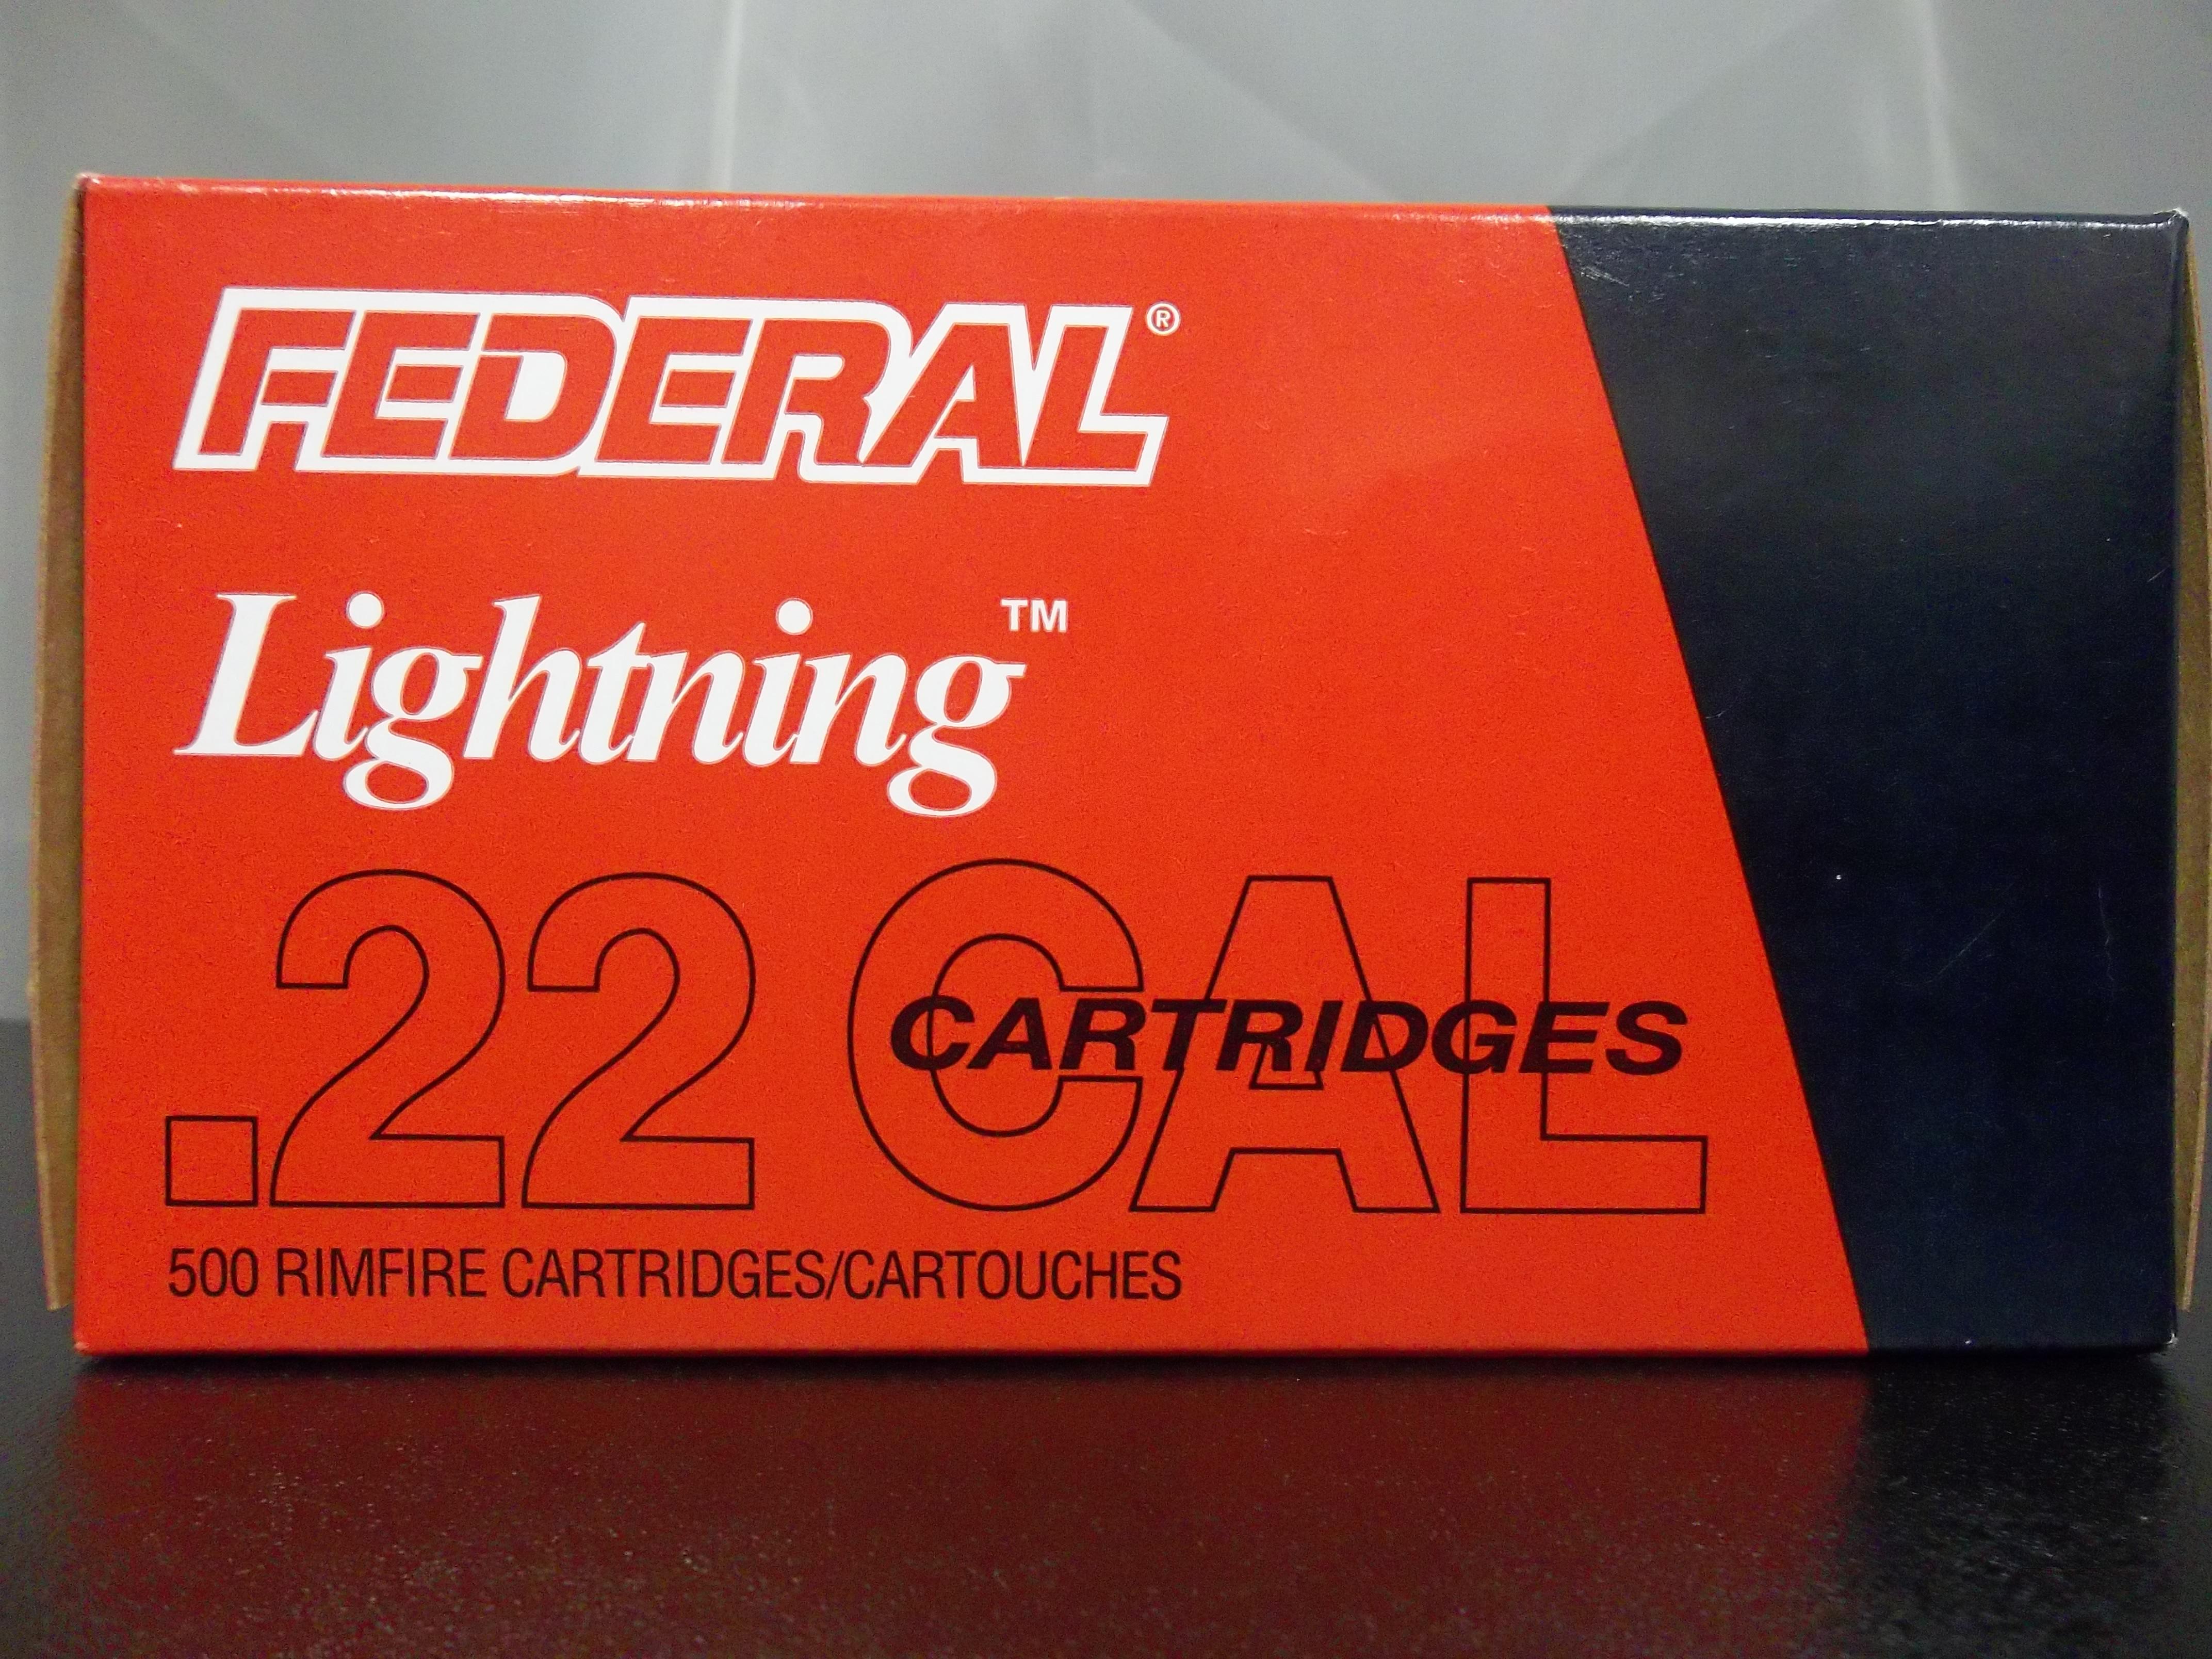 FEDERAL®
Lightning™
.22 CAL
CARTRIDGES
500 RIMFIRE CARTRIDGES/CARTOUCHES